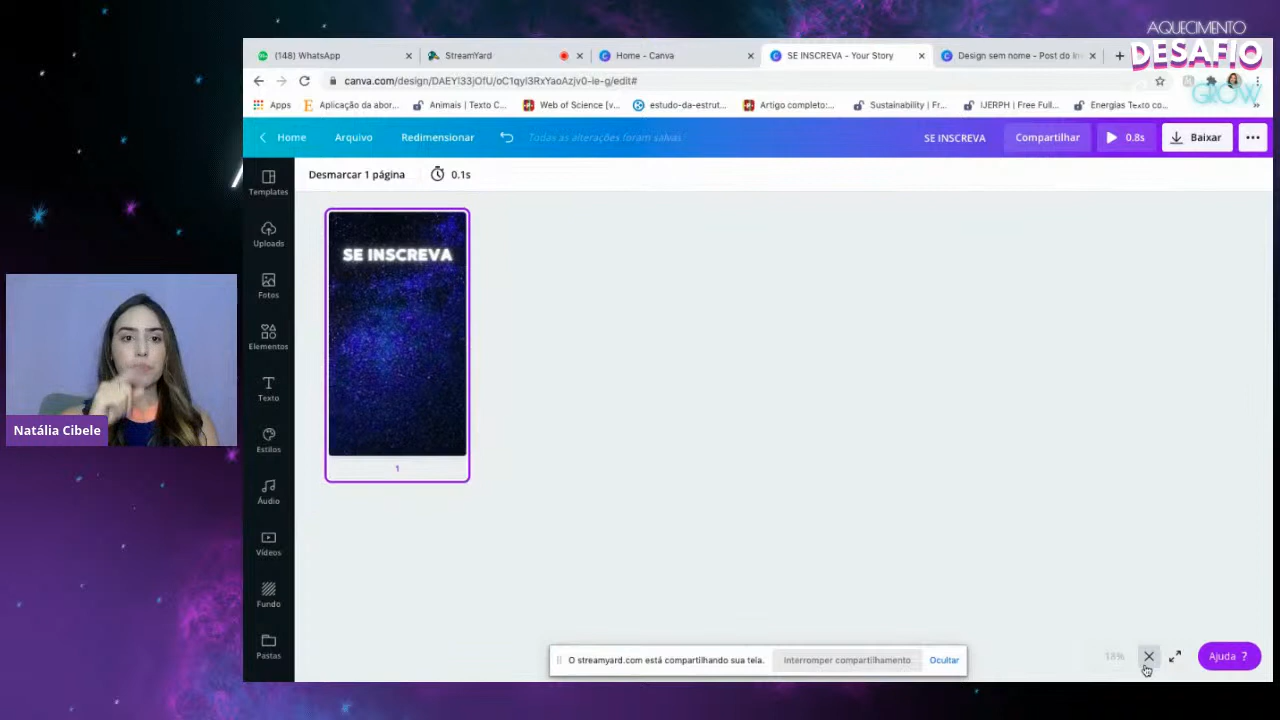 AQUECIMENTO
DESAFIO
GROW
(148) WhatsApp
StreamYard
Home - Canva
SE INSCREVA - Your Story
Design sem nome - Post do
canva.com/design/DAEYI33jOfU/oC1qyl3RxYaoAzjv0-le-g/edit#
Apps
Aplicação da abor...
Animais | Texto C...
Web of Science [v...
estudo-da-estrut...
Artigo completo:...
Sustainability | Fr...
IJERPH | Free Full...
Energias Texto co...
Home
Arquivo
Redimensionar
Todas as alterações foram salvas
SE INSCREVA
Compartilhar
0.8s
Baixar
Desmarcar 1 página
0.1s
Templates
Uploads
Fotos
Elementos
Texto
Estilos
Áudio
Vídeos
Fundo
Pastas
SE INSCREVA
1
Natália Cibele
O streamyard.com está compartilhando sua tela.
Interromper compartilhamento
Ocultar
18%
Ajuda ?